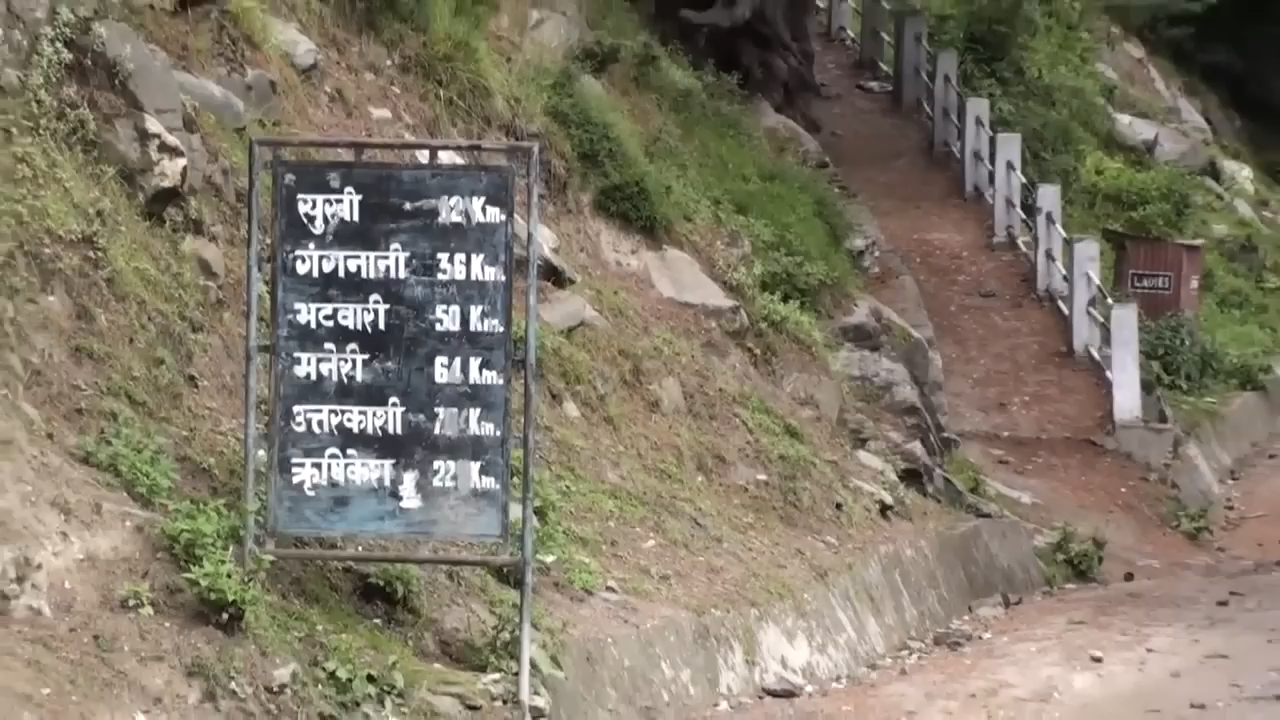 सुखी 12 Km.
गंगनानी 36 Km.
भटवारी 50 Km.
मनेरी 64 Km.
उत्तरकाशी Km.
ऋषिकेश Km.
LADIES